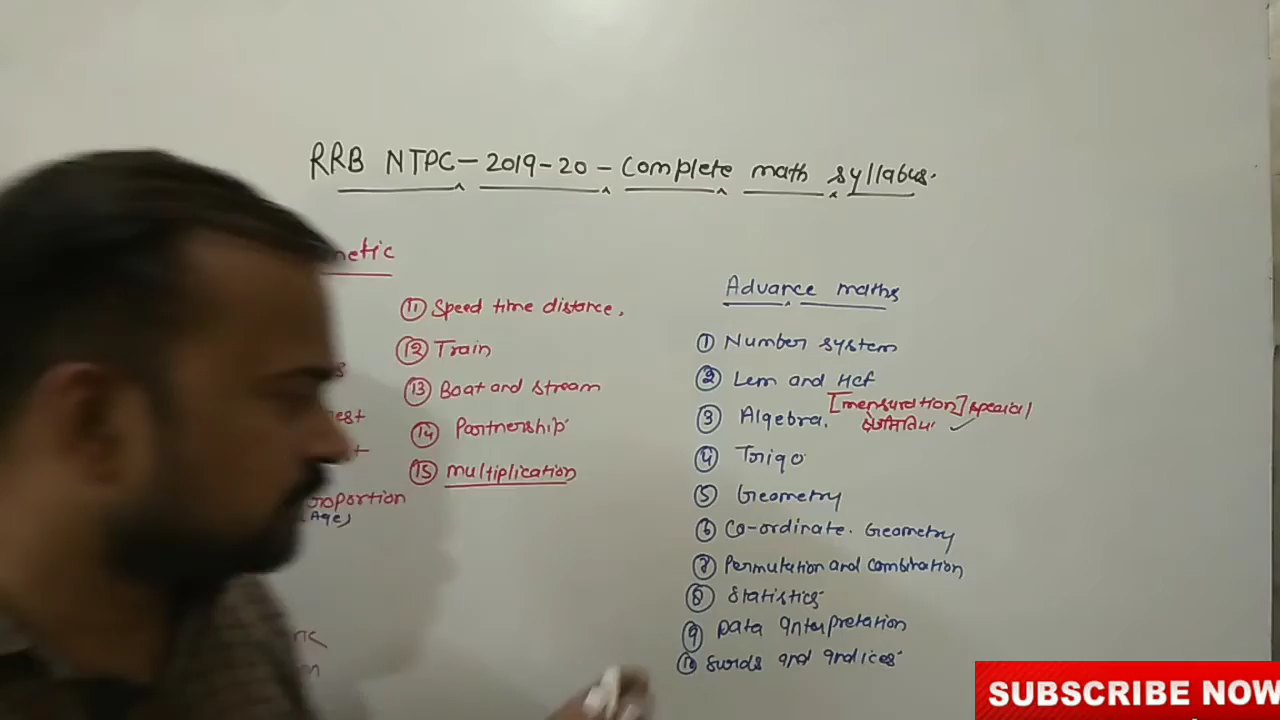 RRB NTPC - 2019-20 - Complete math syllabus.
netic
11 Speed time distance.
12 Train
13 Boat and stream
14 Partnership
15 multiplication
est
roportion
(Age)
Advance maths
1 Number system
2 Lcm and Hcf
[mensuration] special
3 Algebra.
4 Trigo
5 Geometry
6 Co-ordinate. Geometry
7 Permutation and combination
8 Statistics
9 Data Interpretation
10 Surds and indices
SUBSCRIBE NOW